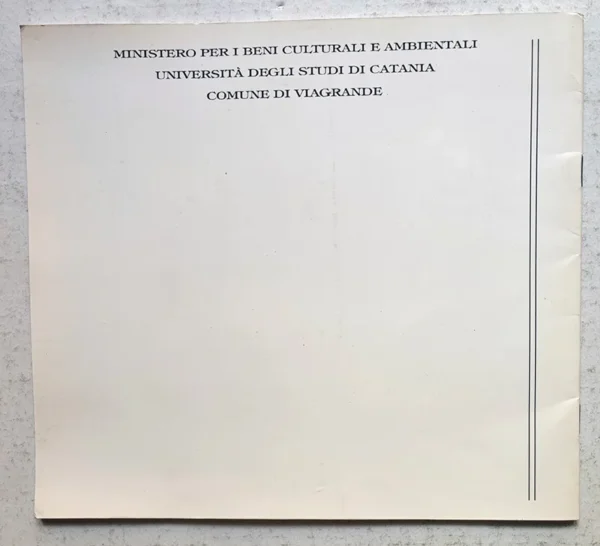 MINISTERO PER I BENI CULTURALI E AMBIENTALI
UNIVERSITÀ DEGLI STUDI DI CATANIA
COMUNE DI VIAGRANDE